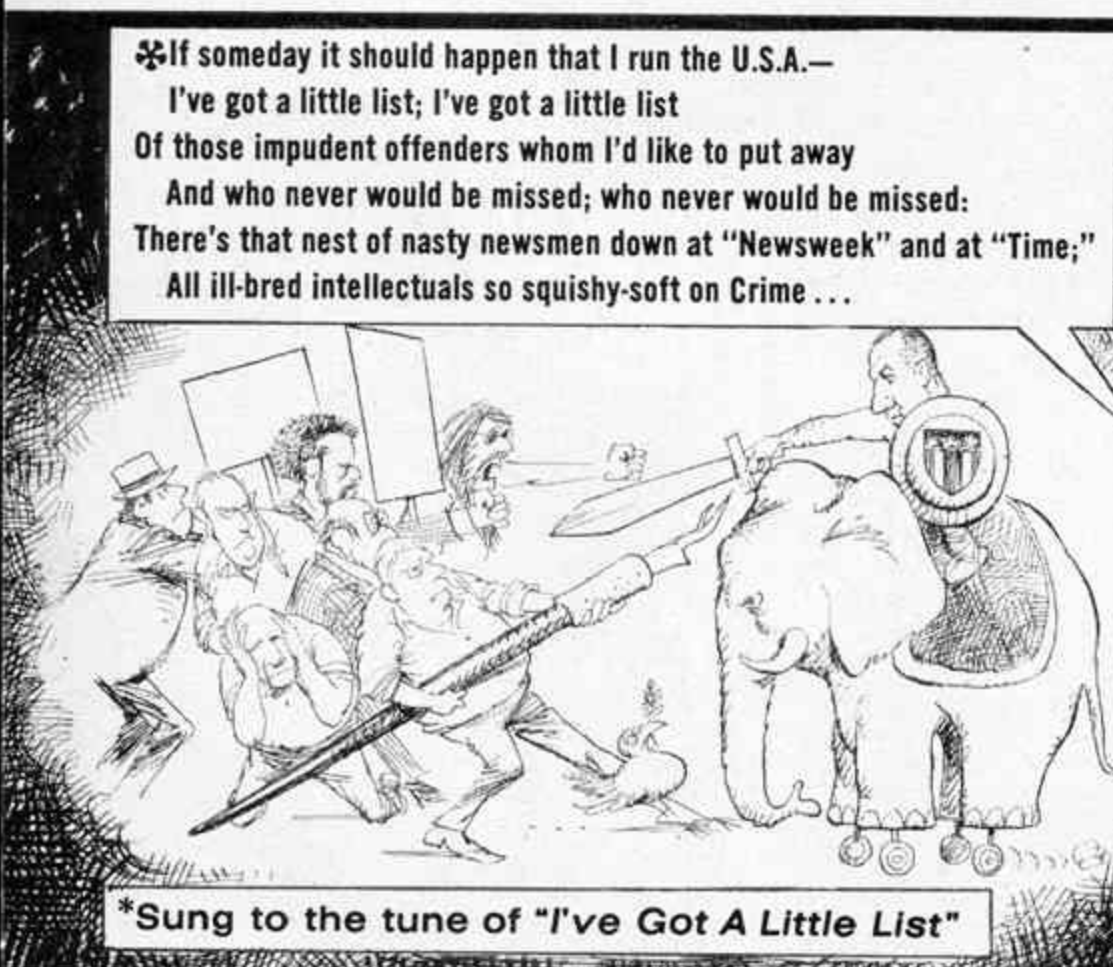 *If someday it should happen that I run the U.S.A.—
I've got a little list; I've got a little list
Of those impudent offenders whom I'd like to put away
And who never would be missed; who never would be missed:
There's that nest of nasty newsmen down at "Newsweek" and at "Time;"
All ill-bred intellectuals so squishy-soft on Crime ...
*Sung to the tune of "I've Got A Little List"